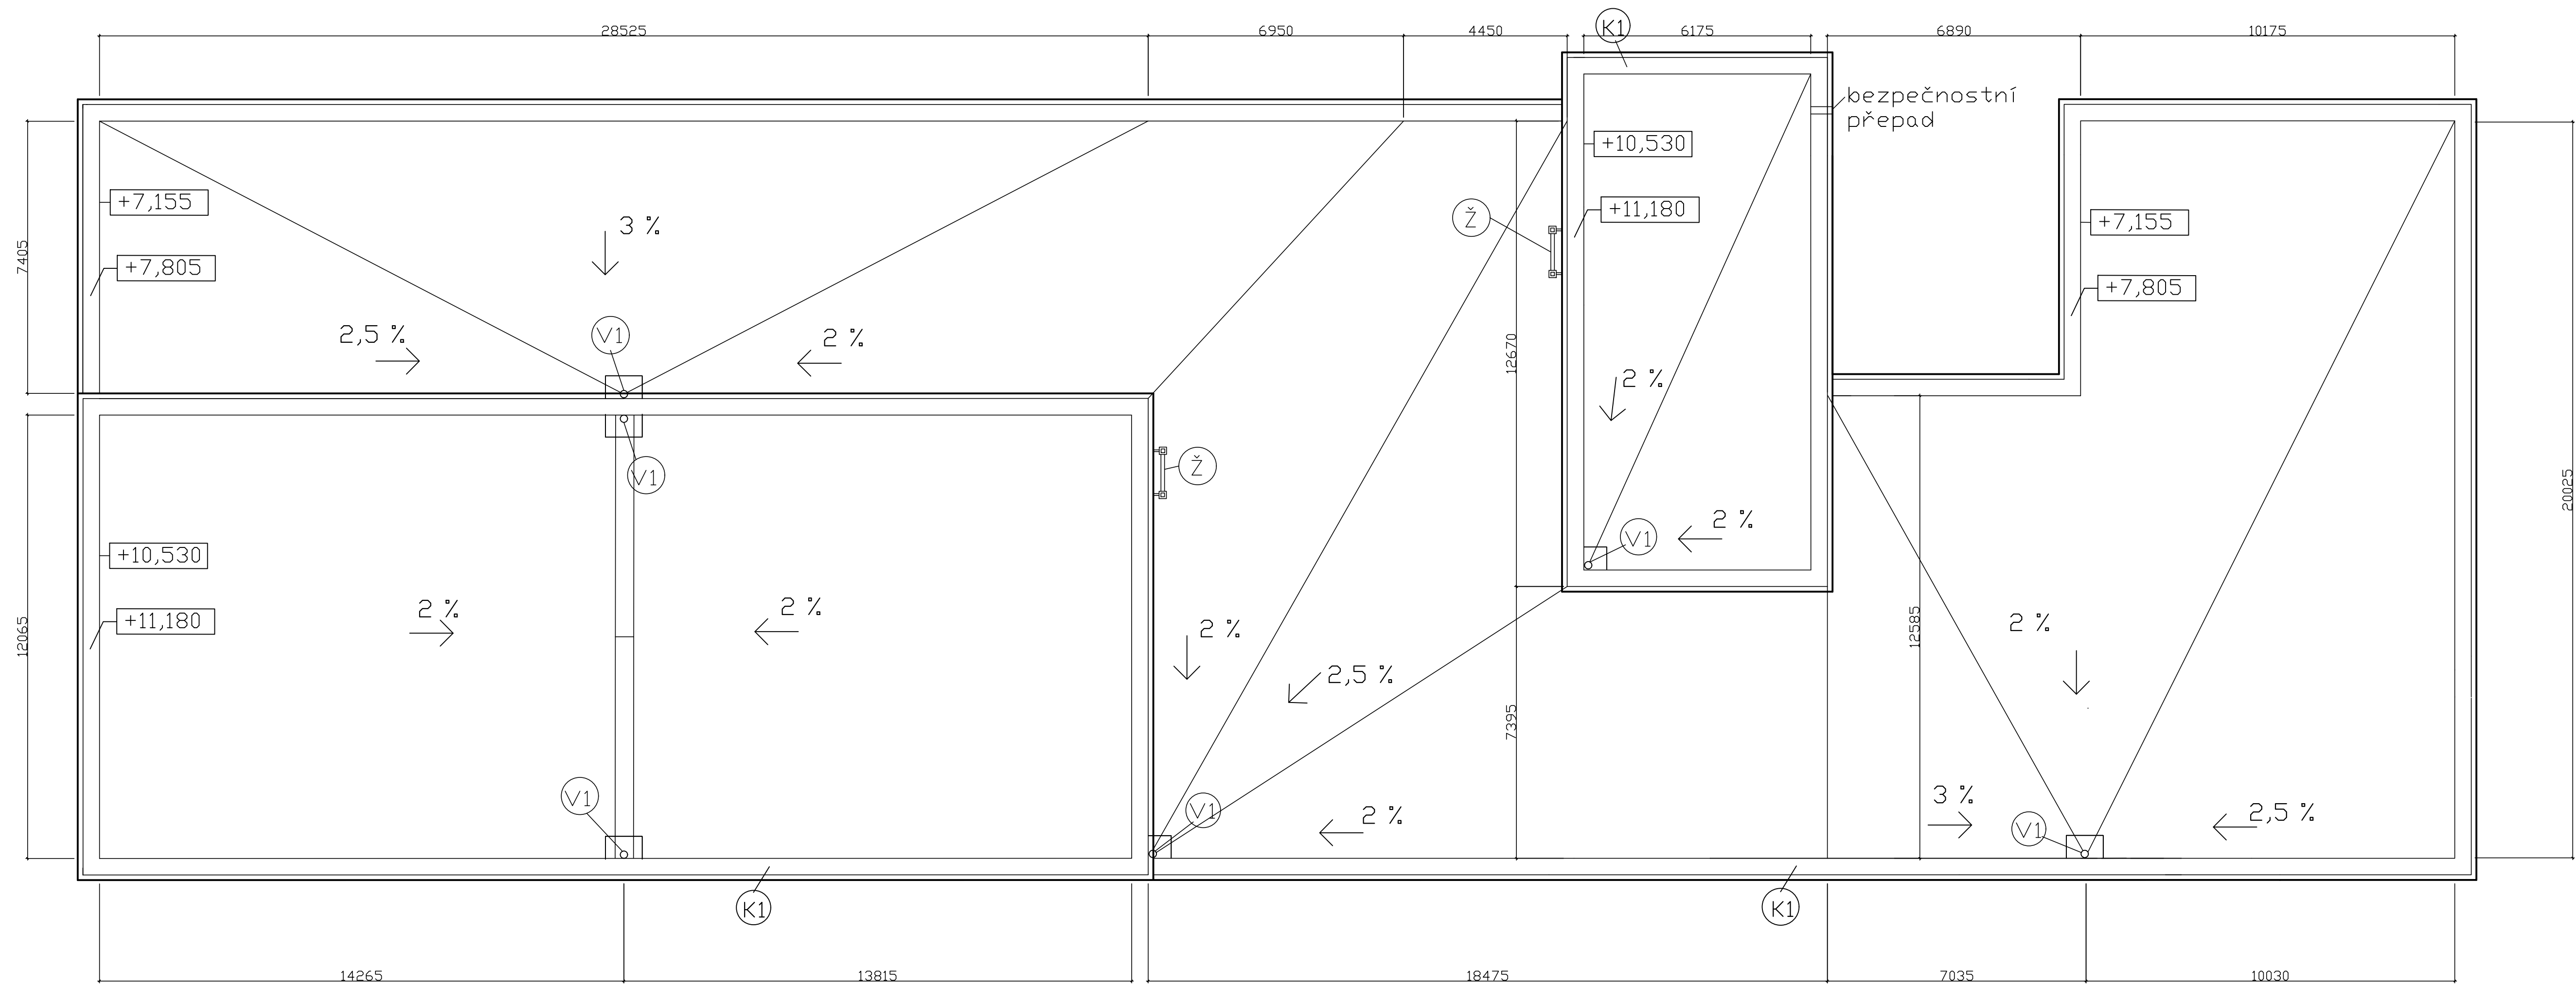 28525
6950
4450
K1
6175
6890
10175
bezpečnostní
přepad
+10,530
+7,155
+11,180
+7,155
3 %
Ž
7405
+7,805
20025
+7,805
2,5 %
V1
2 %
12670
2 %
V1
Ž
2 %
V1
+10,530
12065
+11,180
2 %
2 %
2 %
12585
2 %
2,5 %
7395
V1
V1
2 %
3 %
V1
2,5 %
K1
K1
14265
13815
18475
7035
10030